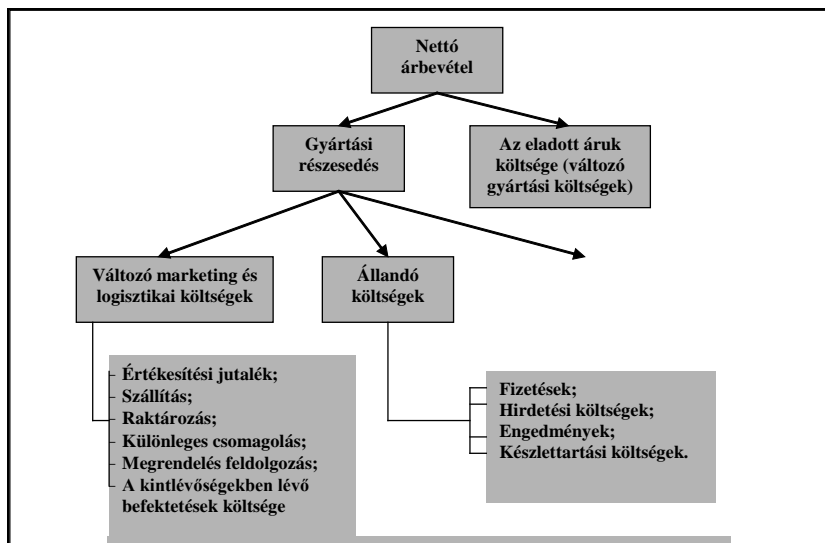 Nettó
árbevétel
Gyártási
részesedés
Az eladott áruk
költsége (változó
gyártási költségek)
Változó marketing és
logisztikai költségek
Állandó
költségek
Értékesítési jutalék;
Szállítás;
Raktározás;
Különleges csomagolás;
Megrendelés feldolgozás;
A kintlévőségekben lévő
befektetések költsége
Fizetések;
Hirdetési költségek;
Engedmények;
Készlettartási költségek.